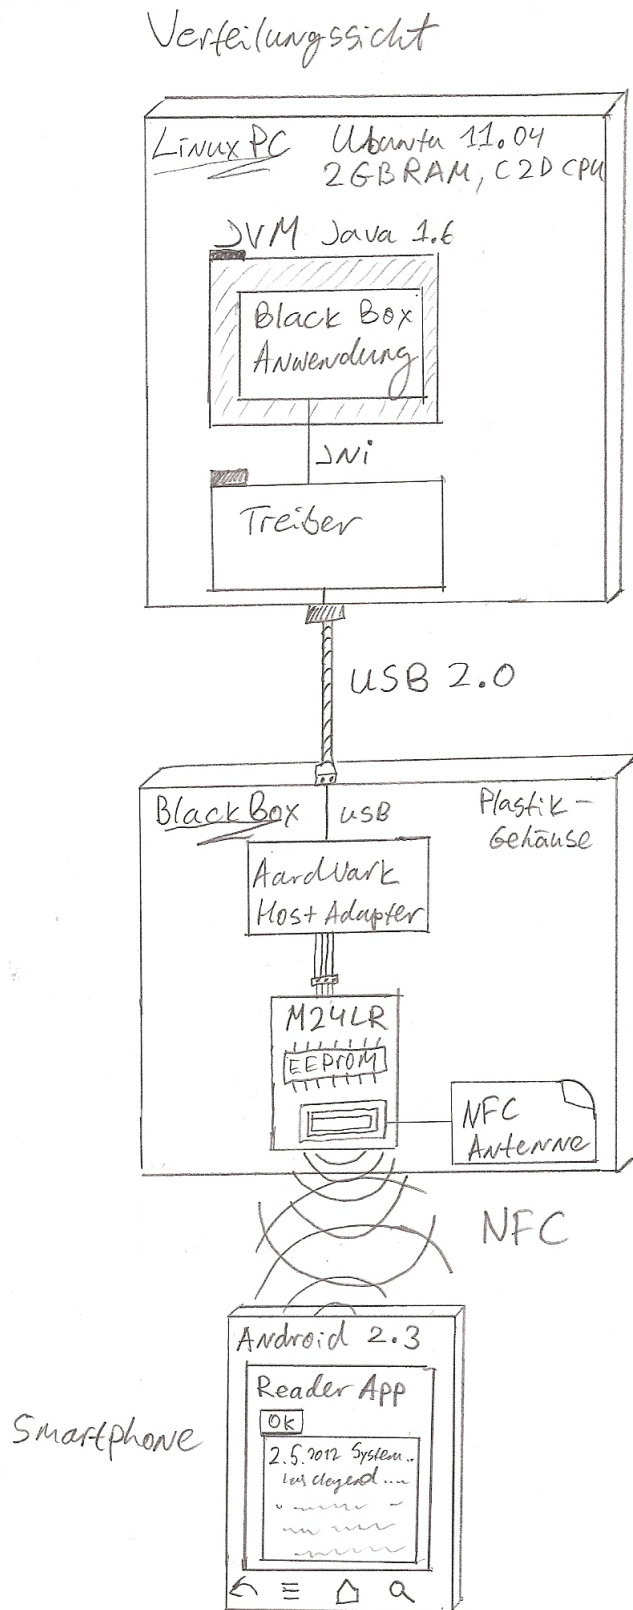 Verteilungssicht
Linux PC Ubuntu 11.04
2GB RAM, C2D CPU
JVM Java 1.6
Black Box
Anwendung
JNi
Treiber
USB 2.0
BlackBox
USB
Plastik-
Gehäuse
Aardvark
Host Adapter
M24LR
EEPROM
NFC
Antenne
NFC
Smartphone
Android 2.3
Reader App
OK
2.5.2012 System..